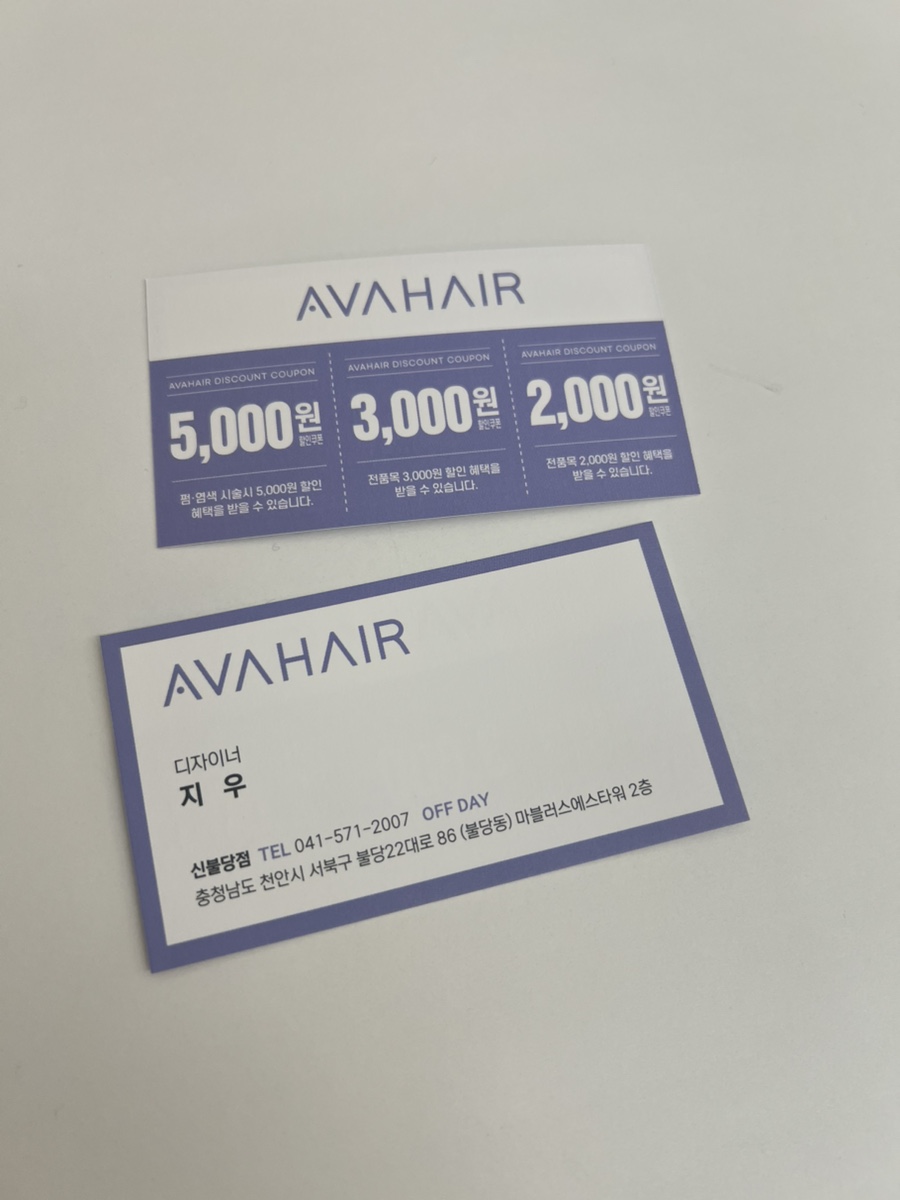 AVAHAIR
AVAHAIR DISCOUNT COUPON
5,000원
할인쿠폰
펌·염색 시술시 5,000원 할인
혜택을 받을 수 있습니다.
AVAHAIR DISCOUNT COUPON
3,000원
할인쿠폰
전품목 3,000원 할인 혜택을
받을 수 있습니다.
AVAHAIR DISCOUNT COUPON
2,000원
할인쿠폰
전품목 2,000원 할인 혜택을
받을 수 있습니다.
AVAHAIR
디자이너
지 우
신불당점 TEL 041-571-2007 OFF DAY
충청남도 천안시 서북구 불당22대로 86 (불당동) 마블러스에스타워 2층